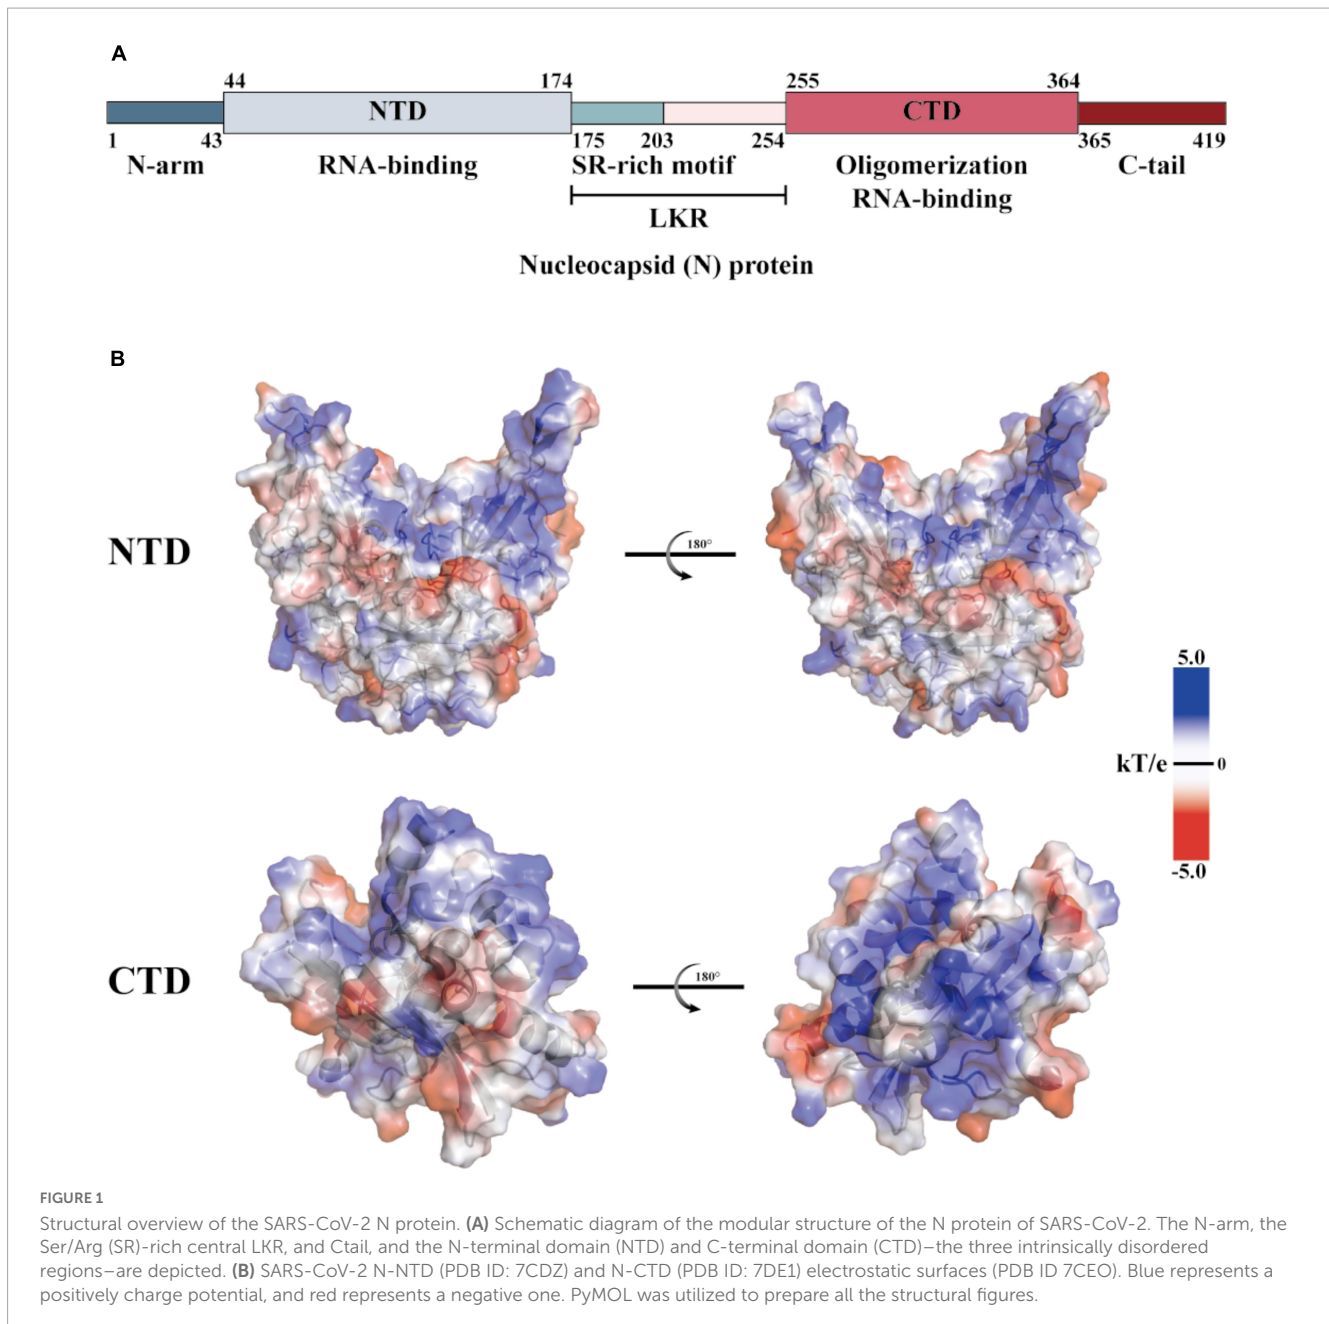 A
44 174 255 364
NTD CTD
1 43 175 203 254 365 419
N-arm RNA-binding SR-rich motif Oligomerization C-tail
RNA-binding
LKR
Nucleocapsid (N) protein
B
NTD
180°
180°
5.0
kT/e 0
-5.0
CTD
180°
180°
FIGURE 1
Structural overview of the SARS-CoV-2 N protein. (A) Schematic diagram of the modular structure of the N protein of SARS-CoV-2. The N-arm, the
Ser/Arg (SR)-rich central LKR, and Ctail, and the N-terminal domain (NTD) and C-terminal domain (CTD)–the three intrinsically disordered
regions–are depicted. (B) SARS-CoV-2 N-NTD (PDB ID: 7CDZ) and N-CTD (PDB ID: 7DE1) electrostatic surfaces (PDB ID 7CEO). Blue represents a
positively charge potential, and red represents a negative one. PyMOL was utilized to prepare all the structural figures.